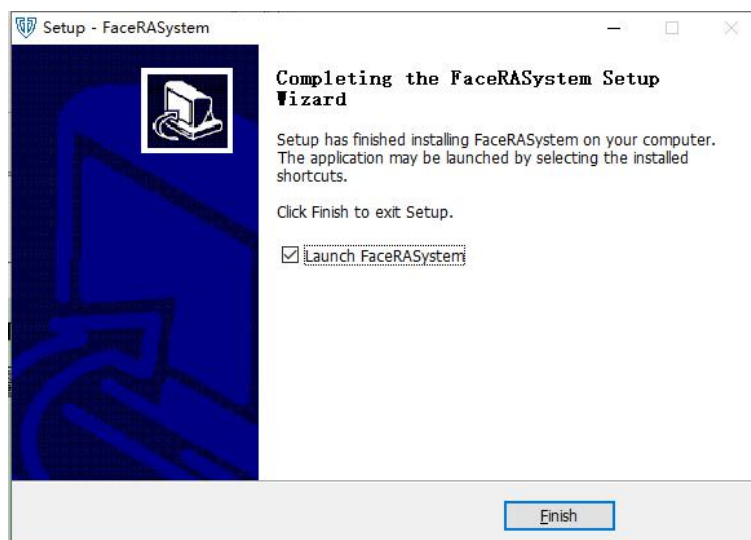 Setup - FaceRASystem
Completing the FaceRASystem Setup
Wizard
Setup has finished installing FaceRASystem on your computer.
The application may be launched by selecting the installed
shortcuts.
Click Finish to exit Setup.
Launch FaceRASystem
Finish